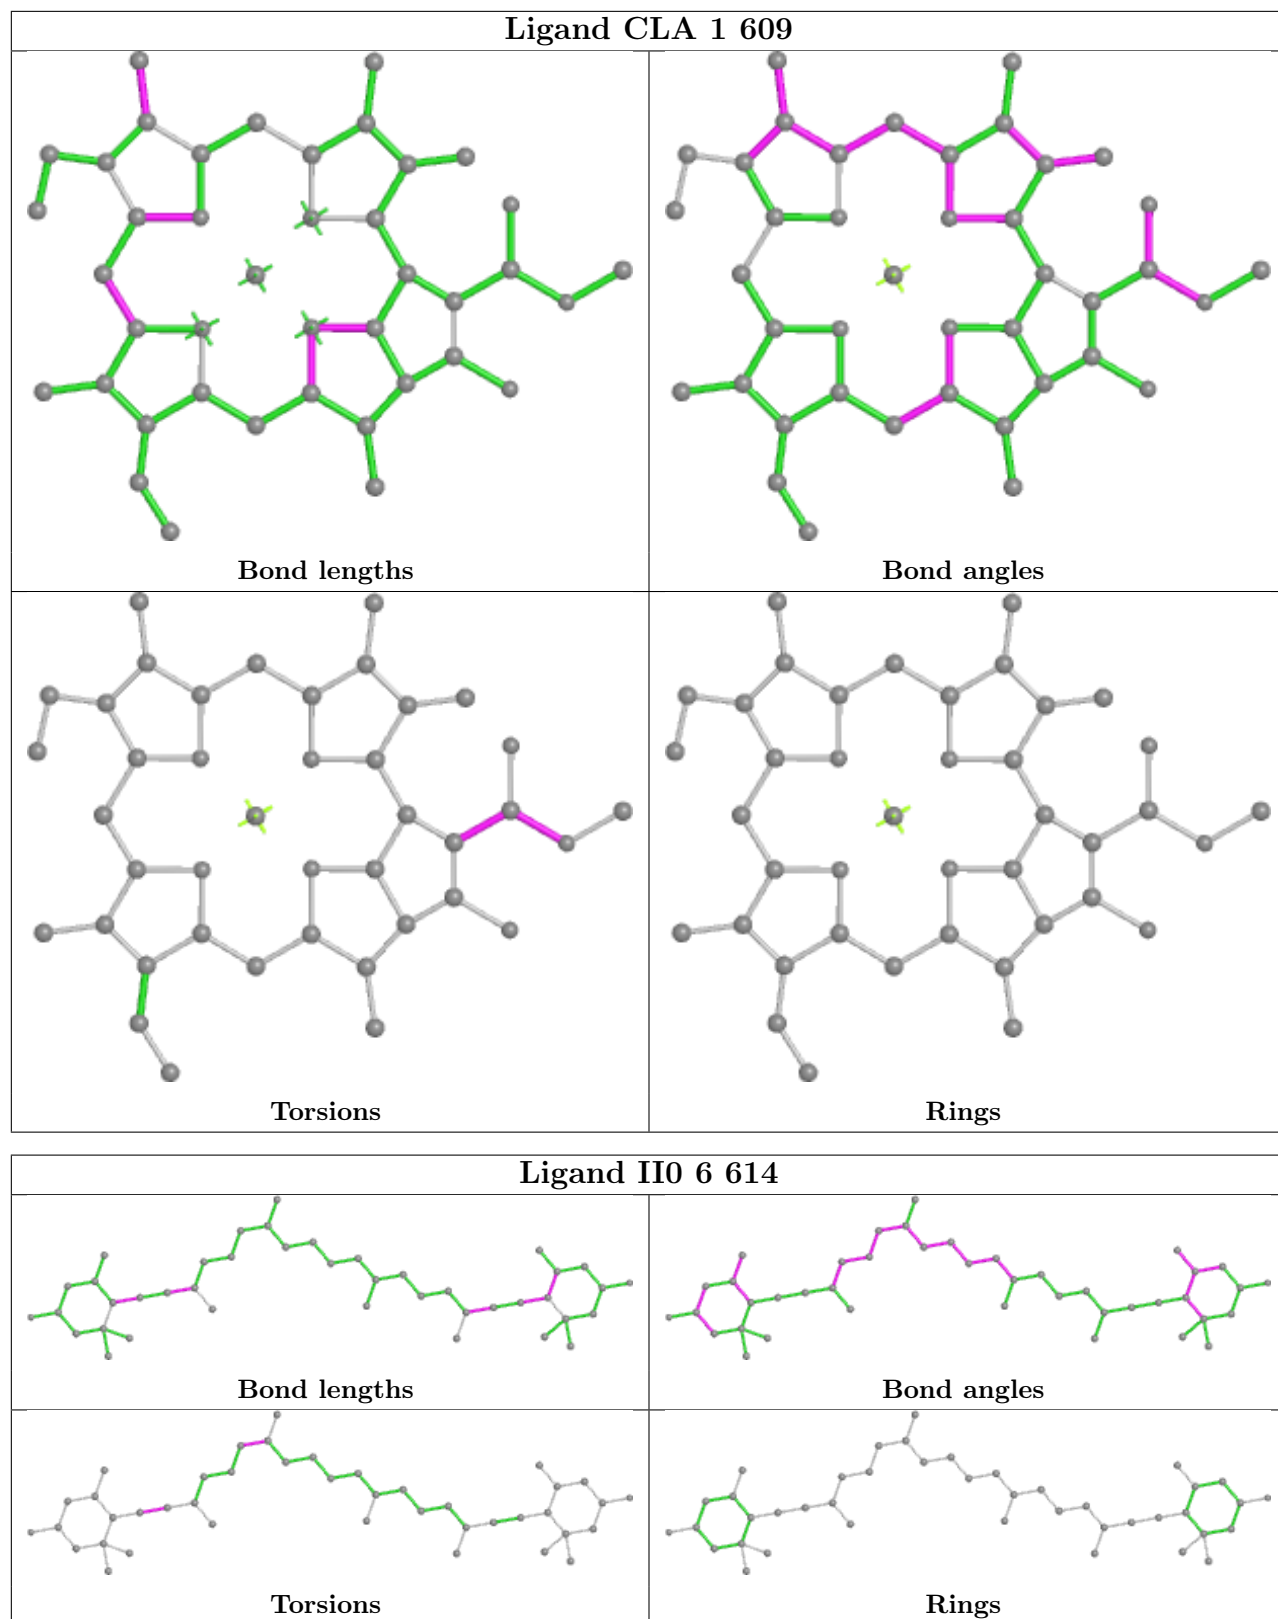 Ligand CLA 1 609
Bond lengths
Bond angles
Torsions
Rings
Ligand II0 6 614
Bond lengths
Bond angles
Torsions
Rings